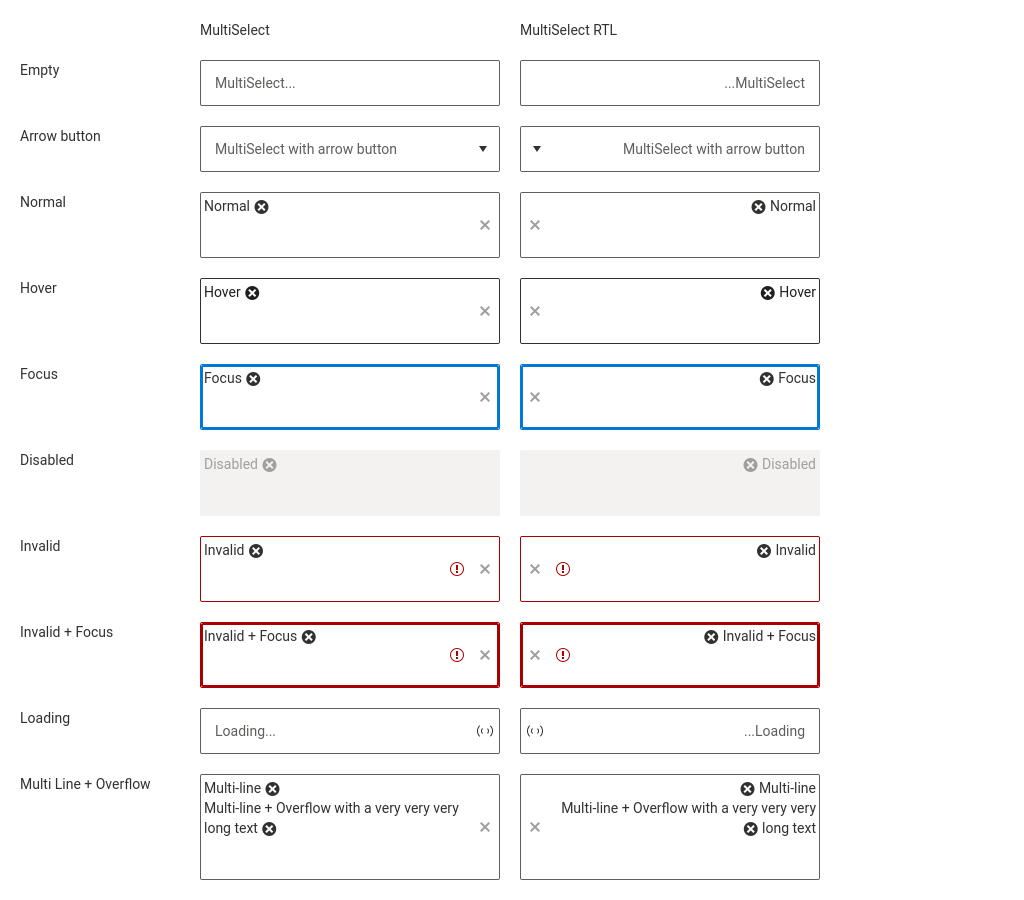 MultiSelect MultiSelect RTL
Empty MultiSelect... ...MultiSelect
Arrow button MultiSelect with arrow button MultiSelect with arrow button
Normal Normal Normal
Hover Hover Hover
Focus Focus Focus
Disabled Disabled Disabled
Invalid Invalid Invalid
Invalid + Focus Invalid + Focus Invalid + Focus
Loading Loading... ...Loading
Multi Line + Overflow Multi-line Multi-line
Multi-line + Overflow with a very very very Multi-line + Overflow with a very very very
long text long text